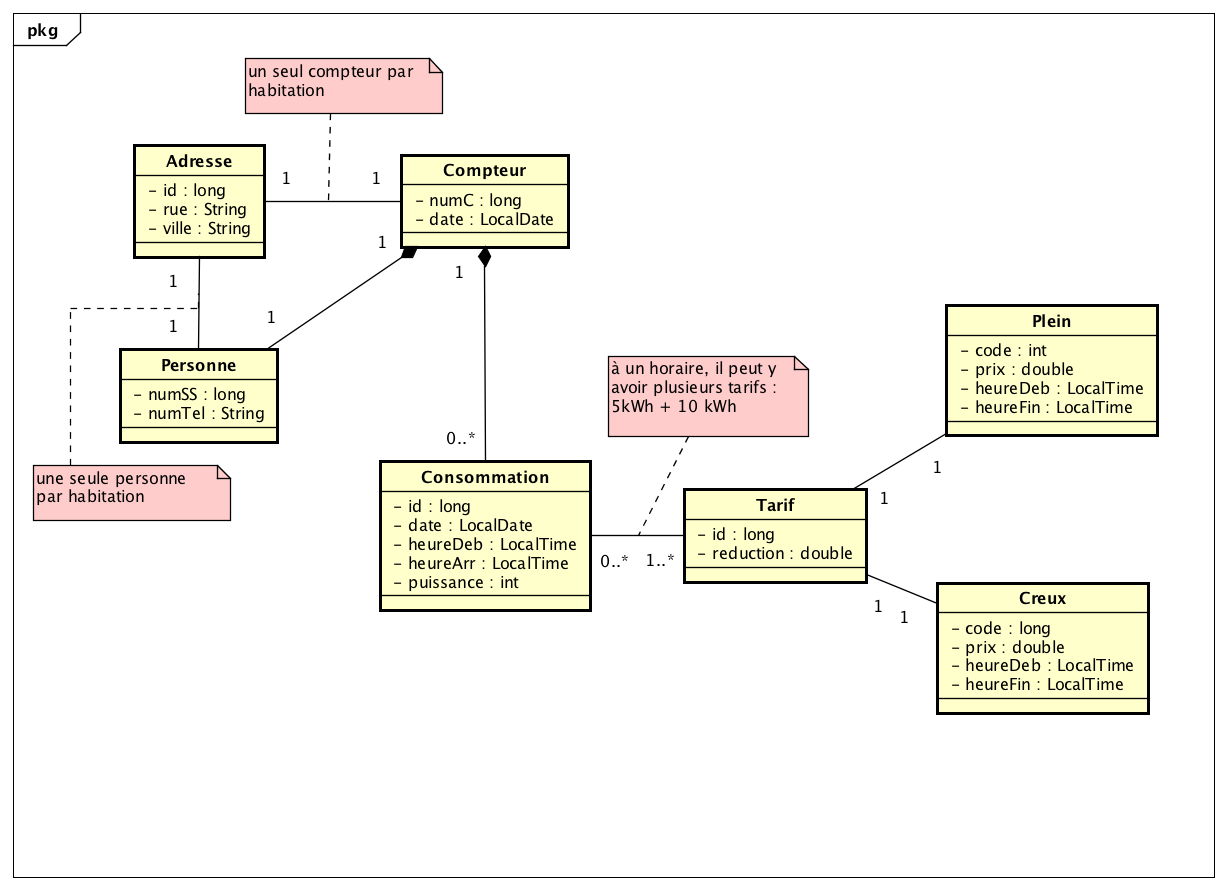 pkg
un seul compteur par
habitation
Adresse
– id : long
– rue : String
– ville : String
1
1
Compteur
– numC : long
– date : LocalDate
1
1
1
1
1
1
Personne
– numSS : long
– numTel : String
une seule personne
par habitation
0..*
Consommation
– id : long
– date : LocalDate
– heureDeb : LocalTime
– heureArr : LocalTime
– puissance : int
à un horaire, il peut y
avoir plusieurs tarifs :
5kWh + 10 kWh
0..*
1..*
Tarif
– id : long
– reduction : double
Plein
– code : int
– prix : double
– heureDeb : LocalTime
– heureFin : LocalTime
1
1
1
1
Creux
– code : long
– prix : double
– heureDeb : LocalTime
– heureFin : LocalTime